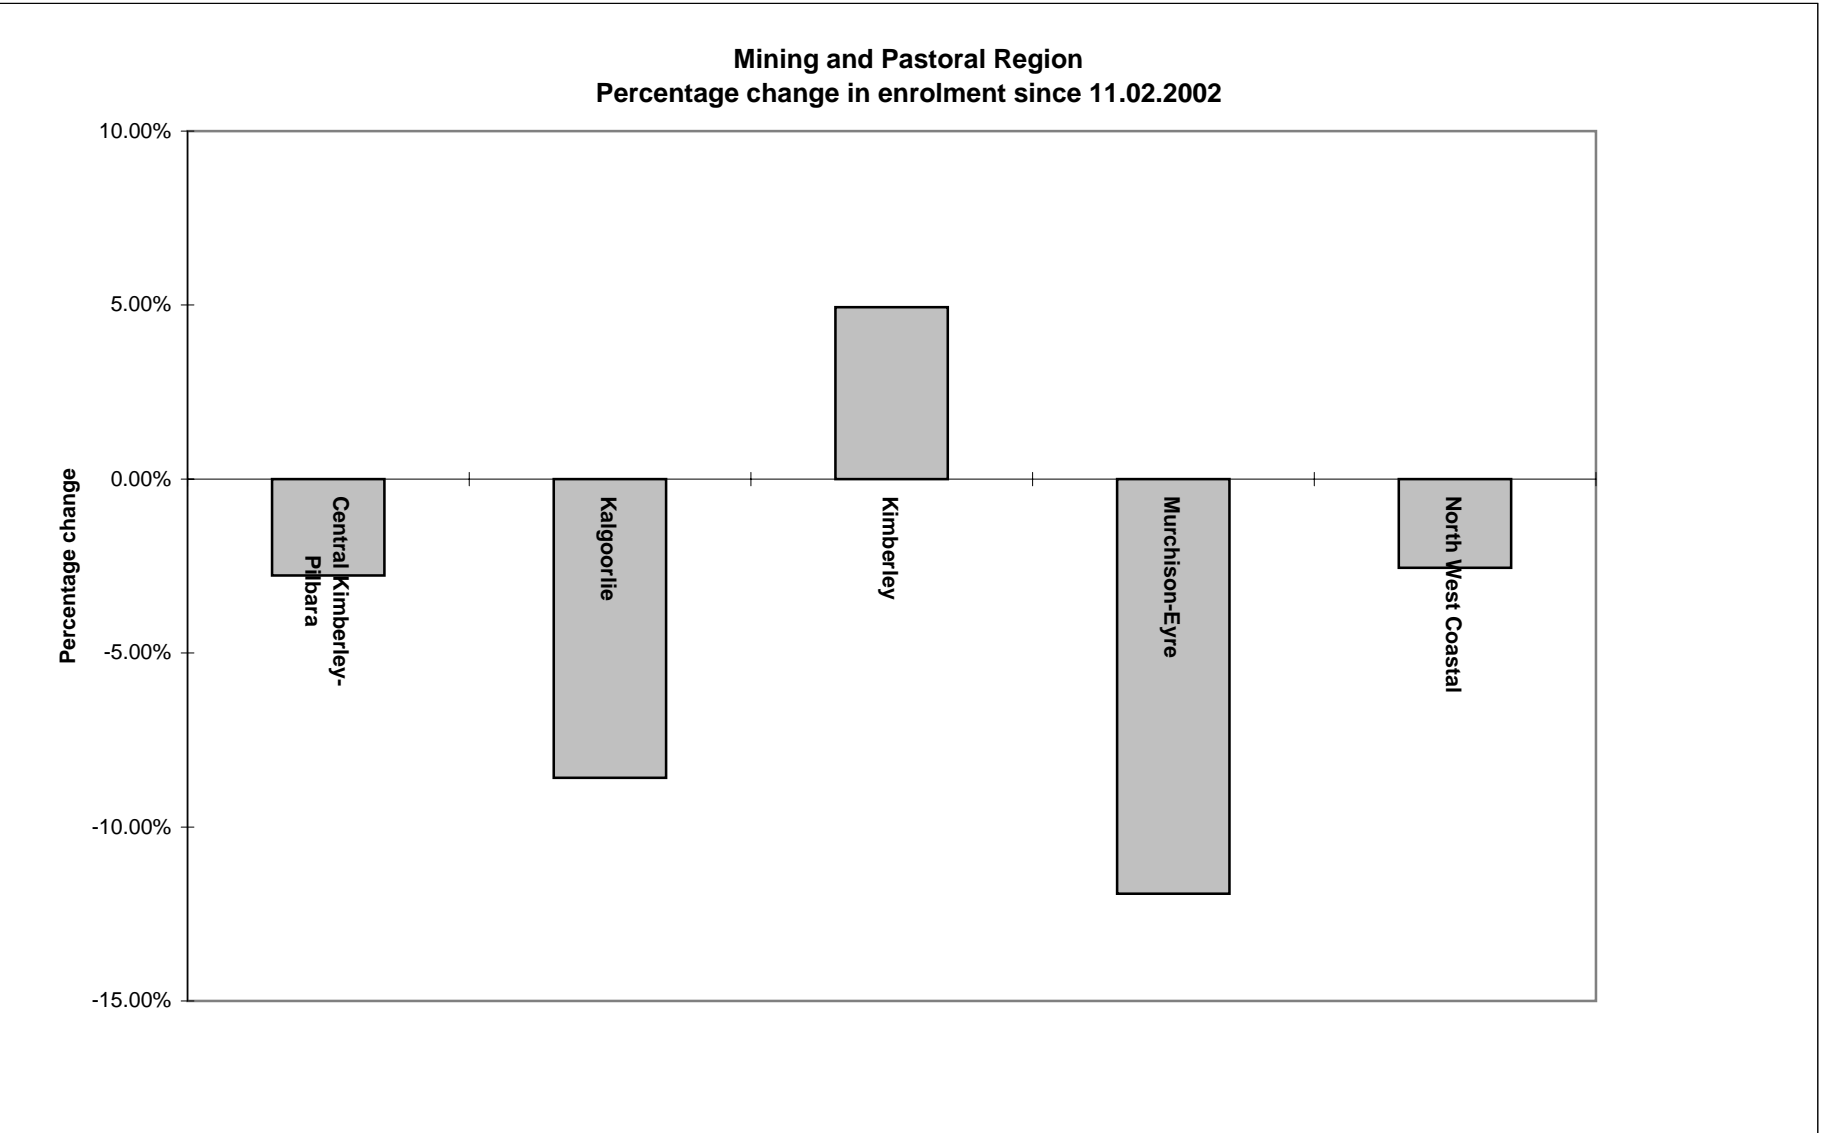 Mining and Pastoral Region
Percentage change in enrolment since 11.02.2002
10.00%
5.00%
0.00%
-5.00%
-10.00%
-15.00%
Percentage change
Central Kimberley-
Pilbara
Kalgoorlie
Kimberley
Murchison-Eyre
North West Coastal